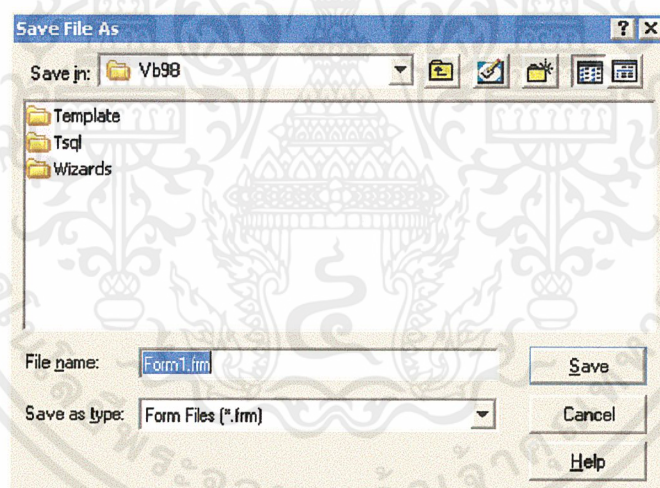 Save File As
Save in: Vb98
Template
Tsql
Wizards
File name: Form1.frm Save
Save as type: Form Files (*.frm) Cancel
Help